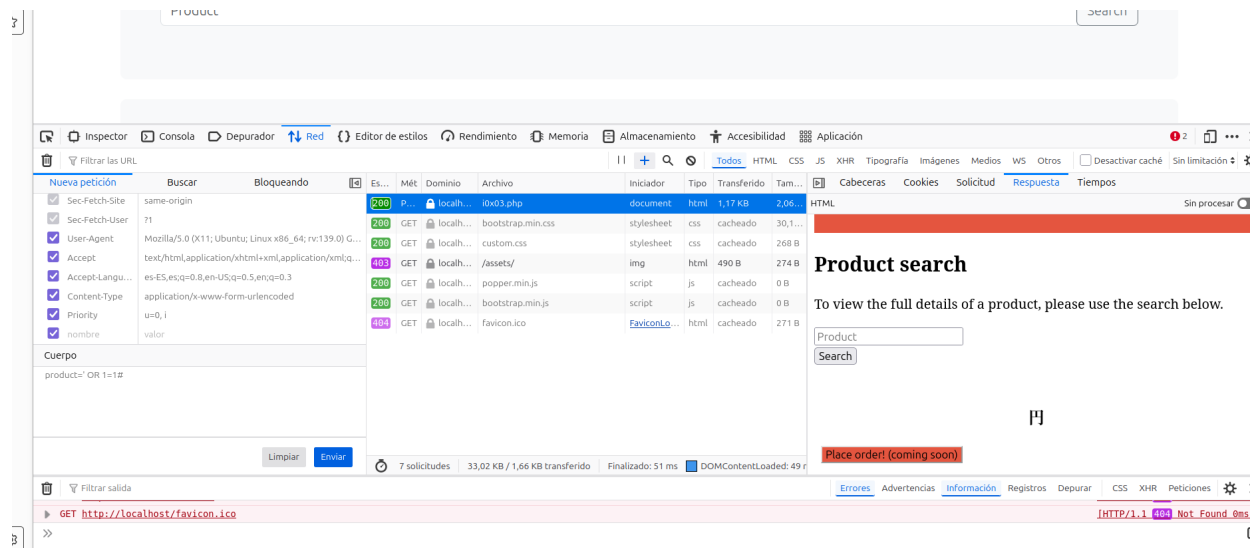 Product
Search
Inspector Consola Depurador Red Editor de estilos Rendimiento Memoria Almacenamiento Accesibilidad Aplicación 2
Filtrar las URL
Todos HTML CSS JS XHR Tipografía Imágenes Medios WS Otros Desactivar caché Sin limitación
Nueva petición Buscar Bloqueando
Sec-Fetch-Site same-origin
Sec-Fetch-User ?1
User-Agent Mozilla/5.0 (X11; Ubuntu; Linux x86_64; rv:139.0) G...
Accept text/html,application/xhtml+xml,application/xml;q...
Accept-Langu... es-ES,es;q=0.8,en-US;q=0.5,en;q=0.3
Content-Type application/x-www-form-urlencoded
Priority u=0, i
nombre valor
Cuerpo
product=' OR 1=1#
Limpiar Enviar
Es... Mét Dominio Archivo Iniciador Tipo Transferido Tam...
200 P... localh... i0x03.php document html 1,17 KB 2,06...
200 GET localh... bootstrap.min.css stylesheet css cacheado 30,1...
200 GET localh... custom.css stylesheet css cacheado 268 B
403 GET localh... /assets/ img html 490 B 274 B
200 GET localh... popper.min.js script js cacheado 0 B
200 GET localh... bootstrap.min.js script js cacheado 0 B
404 GET localh... favicon.ico FaviconLo... html cacheado 271 B
7 solicitudes 33,02 KB / 1,66 KB transferido Finalizado: 51 ms DOMContentLoaded: 49 
Cabeceras Cookies Solicitud Respuesta Tiempos
HTML Sin procesar
Product search
To view the full details of a product, please use the search below.
Product
Search
円
Place order! (coming soon)
Filtrar salida
Errores Advertencias Información Registros Depurar CSS XHR Peticiones
GET http://localhost/favicon.ico [HTTP/1.1 404 Not Found 0ms